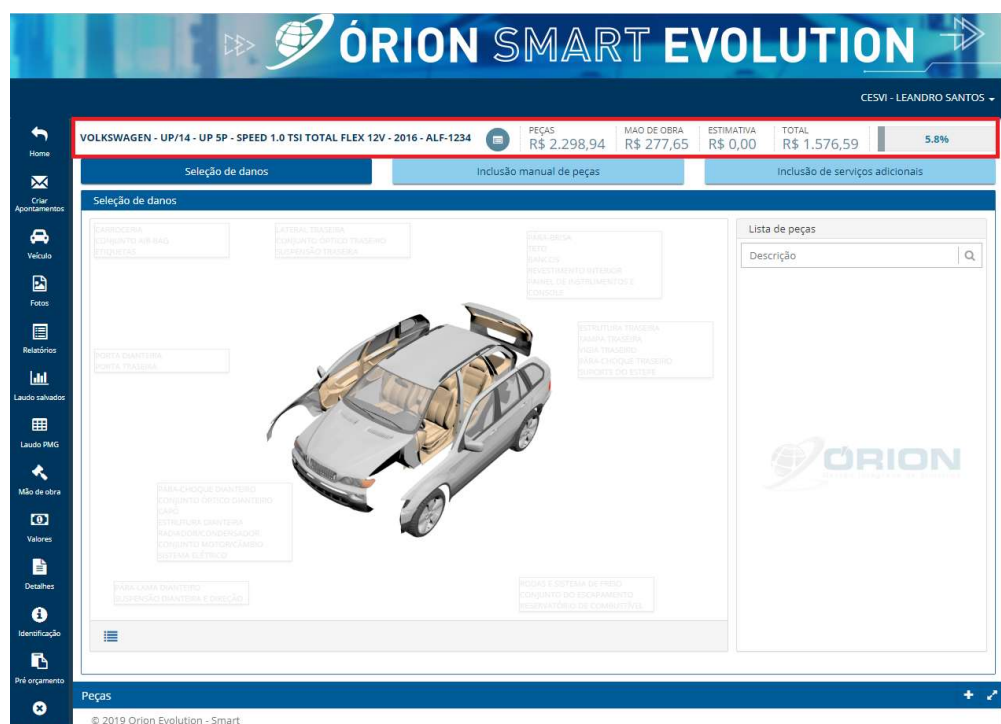 ÓRION SMART EVOLUTION
CESVI - LEANDRO SANTOS
VOLKSWAGEN - UP/14 - UP 5P - SPEED 1.0 TSI TOTAL FLEX 12V - 2016 - ALF-1234
PEÇAS
R$ 2.298,94
MAO DE OBRA
R$ 277,65
ESTIMATIVA
R$ 0,00
TOTAL
R$ 1.576,59
5.8%
Home
Criar Apontamentos
Veículo
Fotos
Relatórios
Laudo salvados
Laudo PMG
Mão de obra
Valores
Detalhes
Identificação
Pré orçamento
Seleção de danos
Inclusão manual de peças
Inclusão de serviços adicionais
Seleção de danos
CARROCERIA
CONJUNTO AIR BAG
ETIQUETAS
LATERAL TRASEIRA
CONJUNTO ÓPTICO TRASEIRO
SUSPENSÃO TRASEIRA
PARA-BRISA
TETO
BANCOS
REVESTIMENTO INTERIOR
PAINEL DE INSTRUMENTOS E
CONSOLE
ESTRUTURA TRASEIRA
TAMPA TRASEIRA
VIGIA TRASEIRO
PARA-CHOQUE TRASEIRO
SUPORTE DO ESTEPE
PORTA DIANTEIRA
PORTA TRASEIRA
PARA-CHOQUE DIANTEIRO
CONJUNTO ÓPTICO DIANTEIRO
CAPÔ
ESTRUTURA DIANTEIRA
RADIADOR/CONDENSADOR
CONJUNTO MOTOR/CÂMBIO
SISTEMA ELÉTRICO
PARA-LAMA DIANTEIRO
SUSPENSÃO DIANTEIRA E DIREÇÃO
RODAS E SISTEMA DE FREIO
CONJUNTO DO ESCAPAMENTO
RESERVATÓRIO DE COMBUSTÍVEL
Lista de peças
Descrição
ÓRION
Peças
© 2019 Orion Evolution - Smart